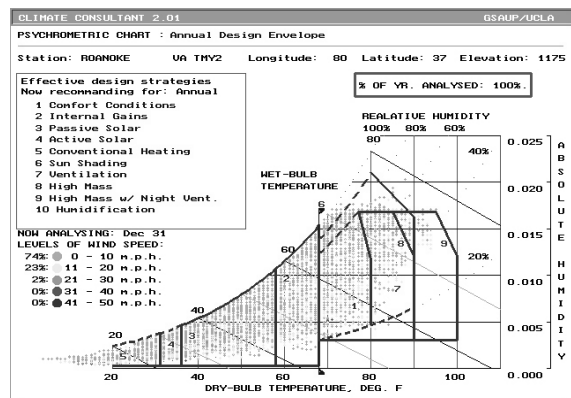 CLIMATE CONSULTANT 2.01 GSAUP/UCLA
PSYCHROMETRIC CHART : Annual Design Envelope
Station: ROANOKE VA TMY2 Longitude: 80 Latitude: 37 Elevation: 1175
Effective design strategies
Now recommanding for: Annual
1 Comfort Conditions
2 Internal Gains
3 Passive Solar
4 Active Solar
5 Conventional Heating
6 Sun Shading
7 Ventilation
8 High Mass
9 High Mass w/ Night Vent.
10 Humidification
% OF YR. ANALYSED: 100%.
REALATIVE HUMIDITY
100% 80% 60%
80
40%
20%
WET-BULB
TEMPERATURE
NOW ANALYSING: Dec 31
LEVELS OF WIND SPEED:
74%: 0 - 10 m.p.h.
23%: 11 - 20 m.p.h.
2%: 21 - 30 m.p.h.
0%: 31 - 40 m.p.h.
0%: 41 - 50 m.p.h.
6
60
40
20
5
4
3
2
1
7
8
9
0.025
0.020
0.015
0.010
0.005
0.000
ABSOLUTE HUMIDITY
20 40 60 80 100
DRY-BULB TEMPERATURE, DEG. F